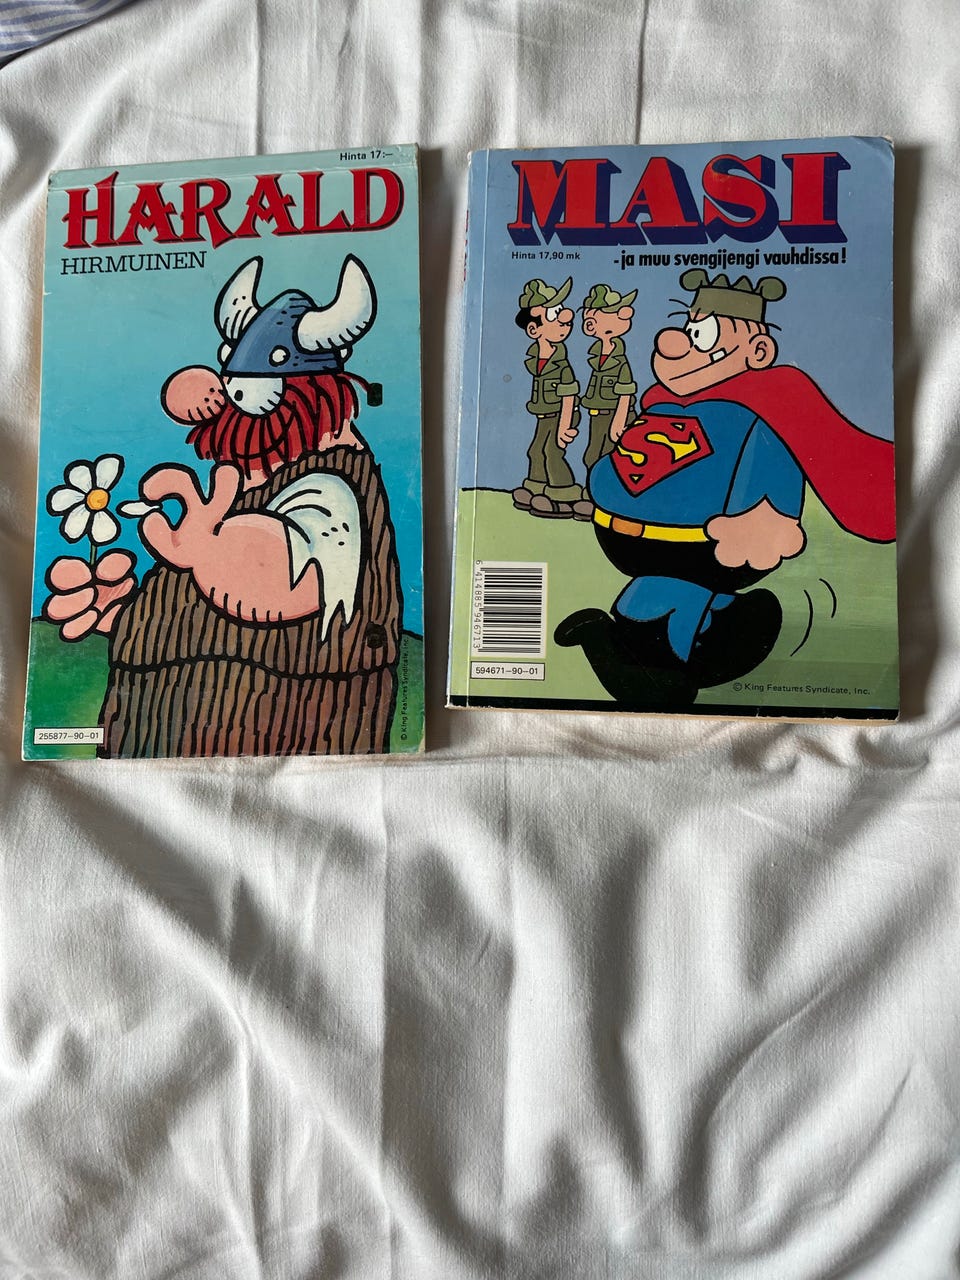 Hinta 17:—
HARALD
HIRMUINEN
© King Features Syndicate, Inc.
255877-90-01
MASI
Hinta 17,90 mk
-ja muu svengijengi vauhdissa!
S
6414885946713
594671-90-01
© King Features Syndicate, Inc.